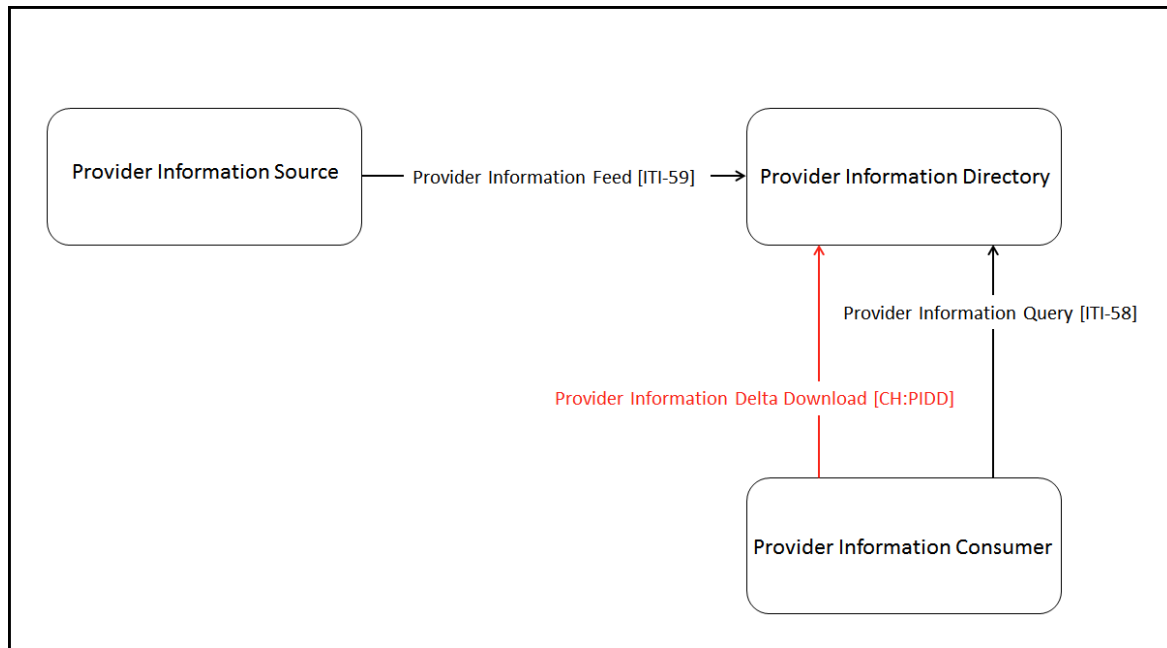 Provider Information Source
Provider Information Feed [ITI-59]
Provider Information Directory
Provider Information Query [ITI-58]
Provider Information Delta Download [CH:PIDD]
Provider Information Consumer